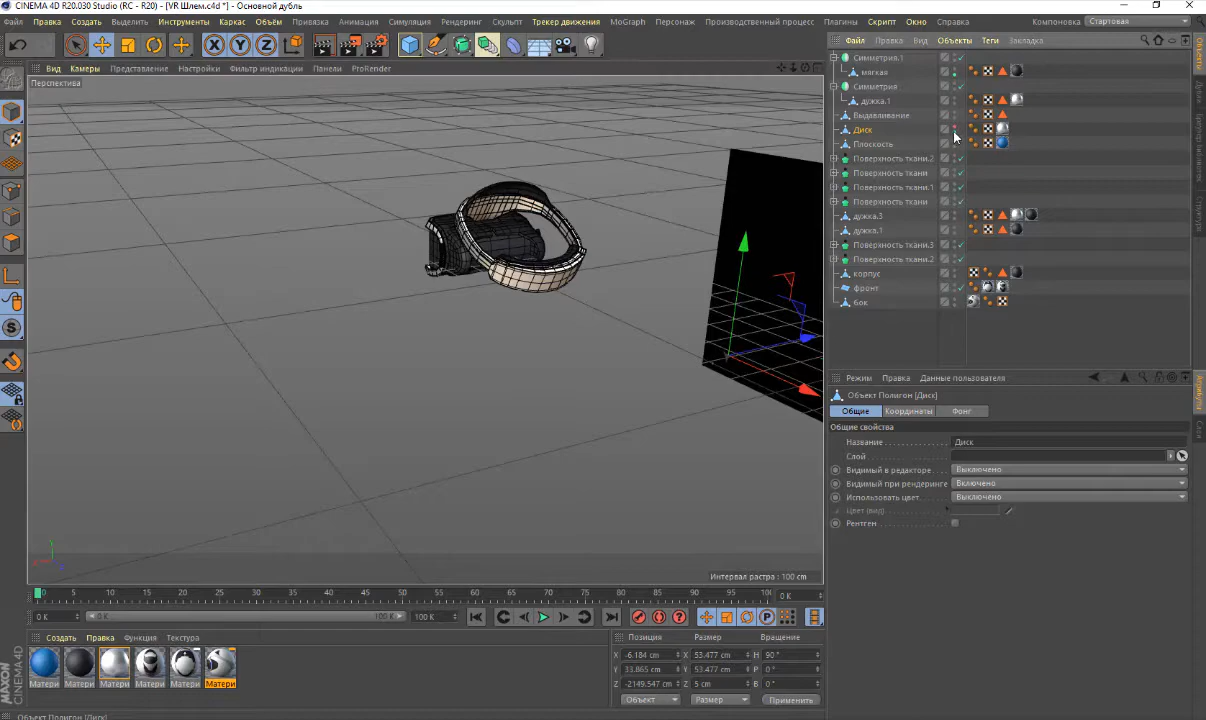 CINEMA 4D R20.030 Studio (RC - R20) - [VR Шлем.c4d *] - Основной дубль
Файл Правка Создать Выделить Инструменты Каркас Объём Привязка Анимация Симуляция Рендеринг Скульпт Трекер движения MoGraph Персонаж Производственный процесс Плагины Скрипт Окно Справка Компоновка Стартовая
Файл Правка Вид Объекты Теги Закладка
Вид Камеры Представление Настройки Фильтр индикации Панели ProRender
Перспектива
Симметрия.1
мягкая
Симметрия
дужка.1
Выдавливание
Диск
Плоскость
Поверхность ткани.2
Поверхность ткани
Поверхность ткани.1
Поверхность ткани
дужка.3
дужка.1
Поверхность ткани.3
Поверхность ткани.2
корпус
фронт
бок
Объекты
Структура
Режим Правка Данные пользователя
Объект Полигон [Диск]
Общие Координаты Фонг
Общие свойства
Название Диск
Слой
Видимый в редакторе Выключено
Видимый при рендеринге Включено
Использовать цвет Выключено
Цвет (вид)
Рентген
Атрибуты
Слои
Интервал растра : 100 cm
0 5 10 15 20 25 30 35 40 45 50 55 60 65 70 75 80 85 90 95 100 0 K
0 K 0 K 100 K 100 K
Создать Правка Функция Текстура
Матери Матери Матери Матери Матери Матери
Позиция Размер Вращение
X -6.184 cm X 53.477 cm H 90 °
Y 33.865 cm Y 53.477 cm P 0 °
Z -2149.547 cm Z 5 cm B 0 °
Объект Размер Применить
MAXON
CINEMA 4D
Объект Полигон [Диск]